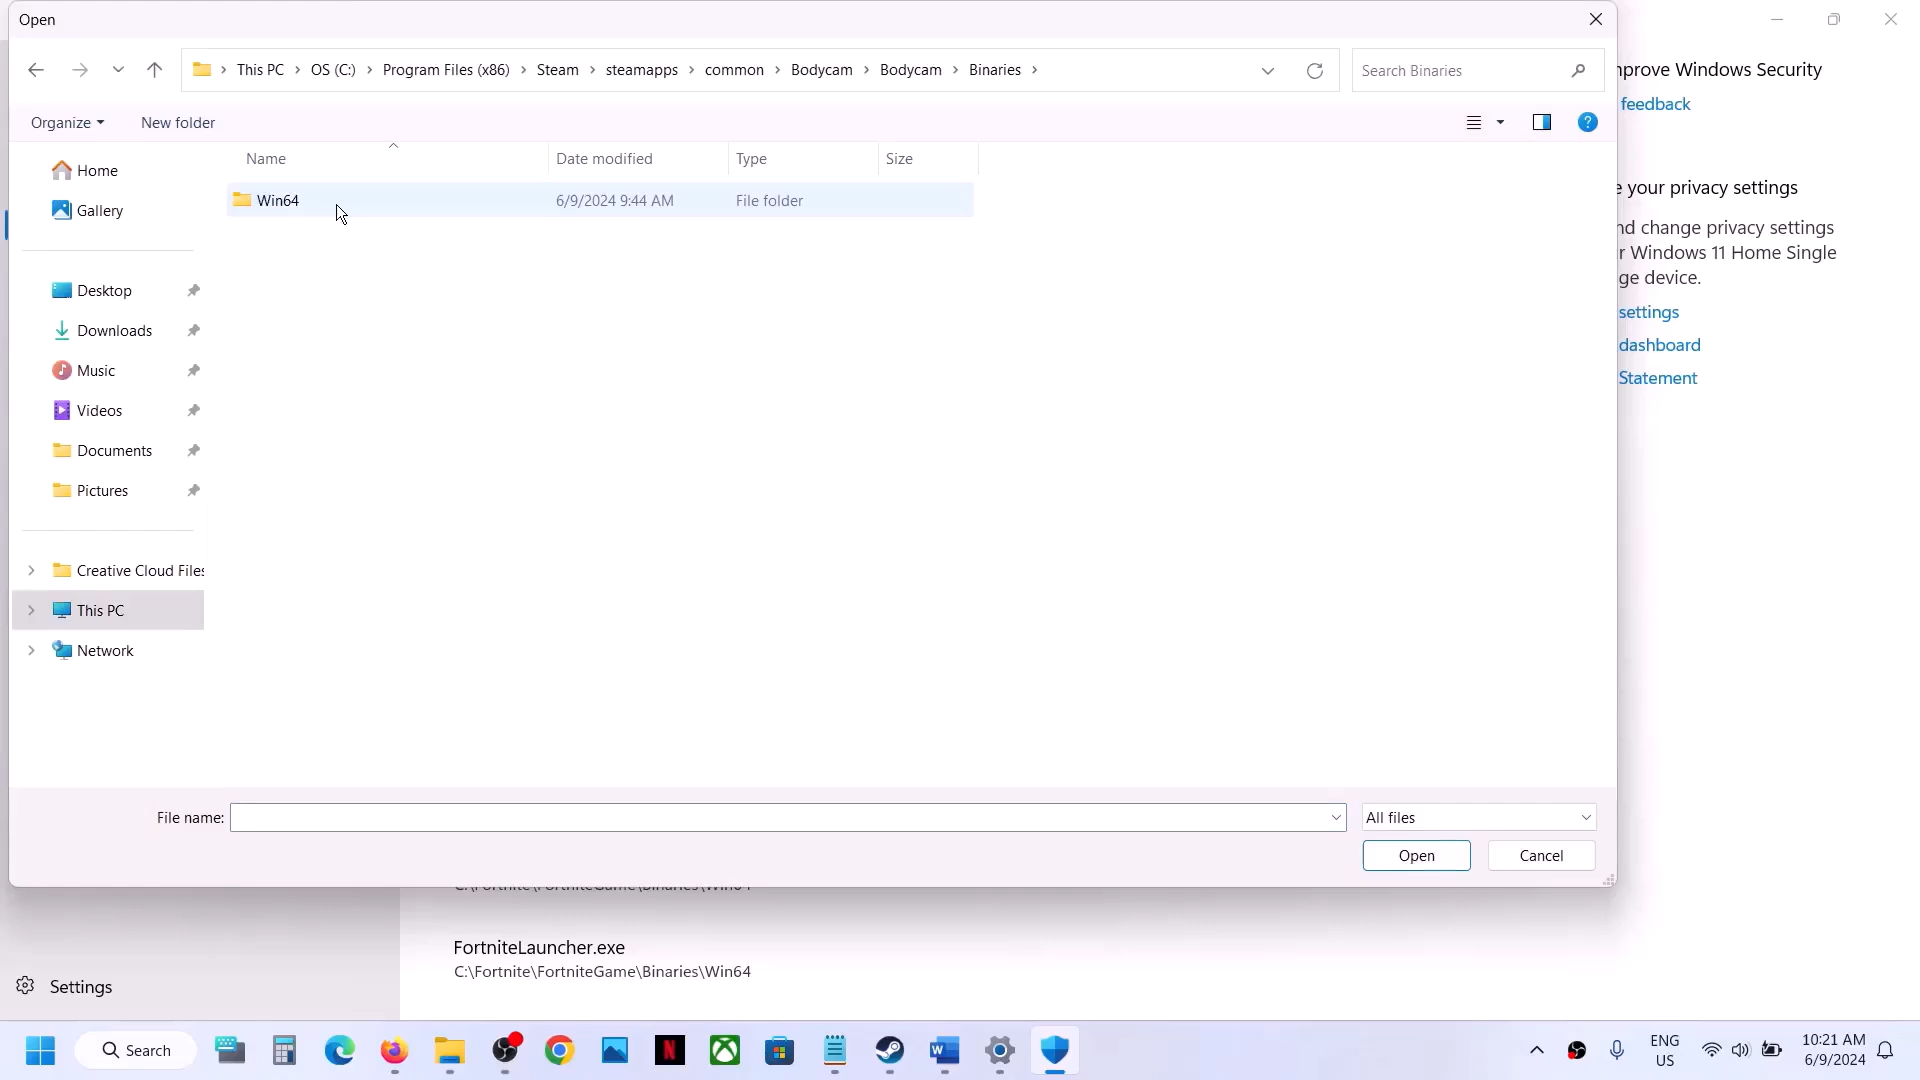 Open
This PC > OS (C:) > Program Files (x86) > Steam > steamapps > common > Bodycam > Bodycam > Binaries >
Search Binaries
Organize
New folder
Name
Date modified
Type
Size
Win64
6/9/2024 9:44 AM
File folder
Home
Gallery
Desktop
Downloads
Music
Videos
Documents
Pictures
Creative Cloud Files
This PC
Network
File name:
All files
Open
Cancel
Windows Security
feedback
your privacy settings
change privacy settings
Windows 11 Home Single
device.
settings
dashboard
Statement
FortniteLauncher.exe
C:\Fortnite\FortniteGame\Binaries\Win64
Settings
Search
ENG
US
10:21 AM
6/9/2024